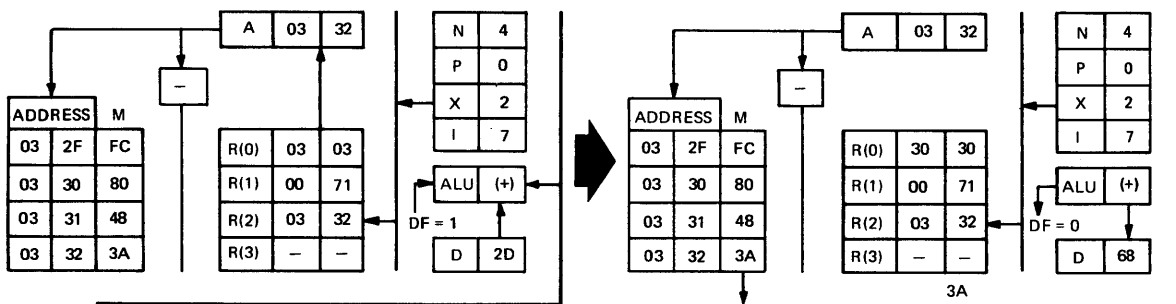 A 03 32
ADDRESS M
03 2F FC
03 30 80
03 31 48
03 32 3A
–
R(0) 03 03
R(1) 00 71
R(2) 03 32
R(3) – –
N 4
P 0
X 2
I 7
ALU (+)
DF = 1
D 2D
A 03 32
ADDRESS M
03 2F FC
03 30 80
03 31 48
03 32 3A
–
R(0) 30 30
R(1) 00 71
R(2) 03 32
R(3) – –
3A
N 4
P 0
X 2
I 7
ALU (+)
DF = 0
D 68